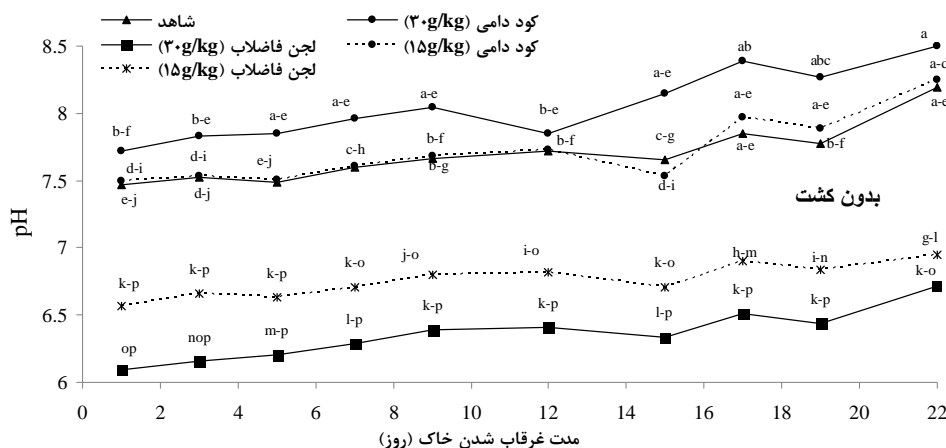 شاهد
کود دامی (۳۰g/kg)
لجن فاضلاب (۳۰g/kg)
کود دامی (۱۵g/kg)
لجن فاضلاب (۱۵g/kg)
8.5
8
7.5
7
6.5
6
pH
b-f b-e a-e a-e a-e b-e a-e ab abc a
d-i d-i e-j c-h b-f b-f d-i a-e a-e a-d
e-j d-j b-g c-g a-e b-f a-e
بدون کشت
k-p k-p k-p k-o j-o i-o k-o h-m i-n g-l
op nop m-p l-p k-p k-p l-p k-p k-p k-o
0 2 4 6 8 10 12 14 16 18 20 22
مدت غرقاب شدن خاک (روز)